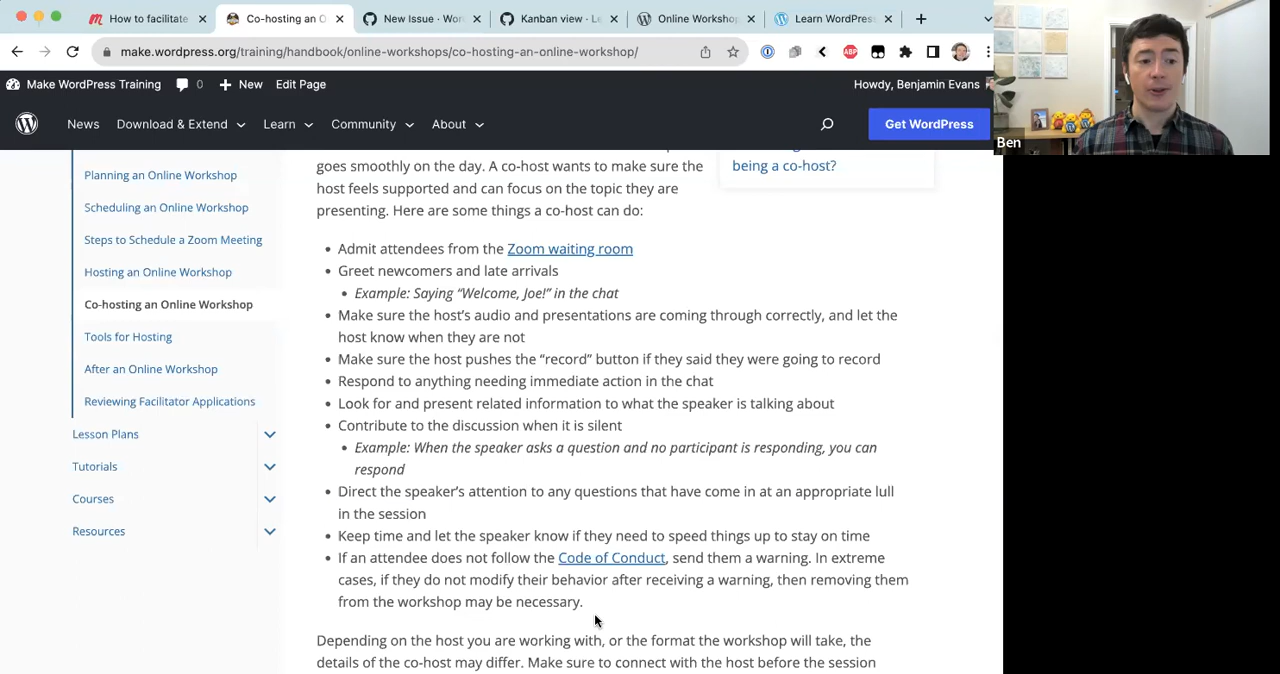 How to facilitate
Co-hosting an O
New Issue · Wor
Kanban view · Le
Online Workshop
Learn WordPress
make.wordpress.org/training/handbook/online-workshops/co-hosting-an-online-workshop/
ABP
Make WordPress Training
0
New
Edit Page
Howdy, Benjamin Evans
News
Download & Extend
Learn
Community
About
Get WordPress
Ben
Planning an Online Workshop
Scheduling an Online Workshop
Steps to Schedule a Zoom Meeting
Hosting an Online Workshop
Co-hosting an Online Workshop
Tools for Hosting
After an Online Workshop
Reviewing Facilitator Applications
Lesson Plans
Tutorials
Courses
Resources
goes smoothly on the day. A co-host wants to make sure the
host feels supported and can focus on the topic they are
presenting. Here are some things a co-host can do:
being a co-host?
Admit attendees from the Zoom waiting room
Greet newcomers and late arrivals
Example: Saying “Welcome, Joe!” in the chat
Make sure the host’s audio and presentations are coming through correctly, and let the
host know when they are not
Make sure the host pushes the “record” button if they said they were going to record
Respond to anything needing immediate action in the chat
Look for and present related information to what the speaker is talking about
Contribute to the discussion when it is silent
Example: When the speaker asks a question and no participant is responding, you can
respond
Direct the speaker’s attention to any questions that have come in at an appropriate lull
in the session
Keep time and let the speaker know if they need to speed things up to stay on time
If an attendee does not follow the Code of Conduct, send them a warning. In extreme
cases, if they do not modify their behavior after receiving a warning, then removing them
from the workshop may be necessary.
Depending on the host you are working with, or the format the workshop will take, the
details of the co-host may differ. Make sure to connect with the host before the session